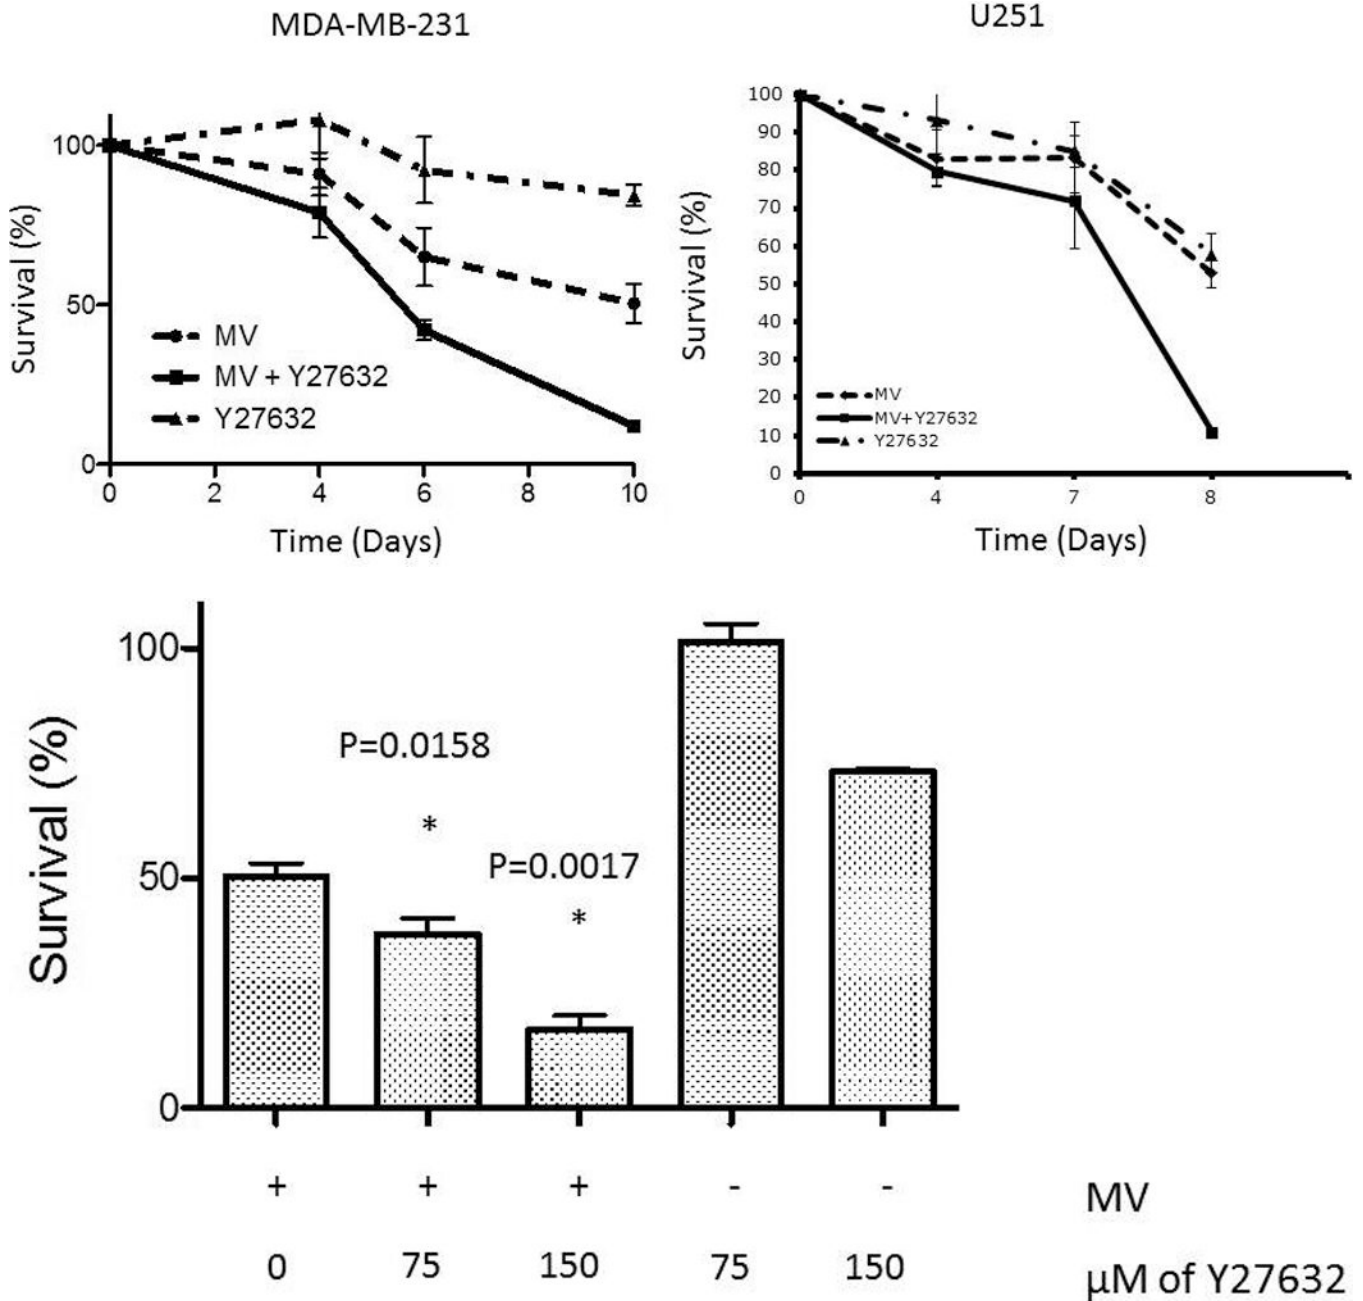 MDA-MB-231
Survival (%)
100
50
0
MV
MV + Y27632
Y27632
0 2 4 6 8 10
Time (Days)
U251
Survival (%)
100
90
80
70
60
50
40
30
20
10
0
MV
MV+Y27632
Y27632
0 4 7 8
Time (Days)
Survival (%)
100
50
0
P=0.0158
*
P=0.0017
*
+ + + - - MV
0 75 150 75 150 μM of Y27632